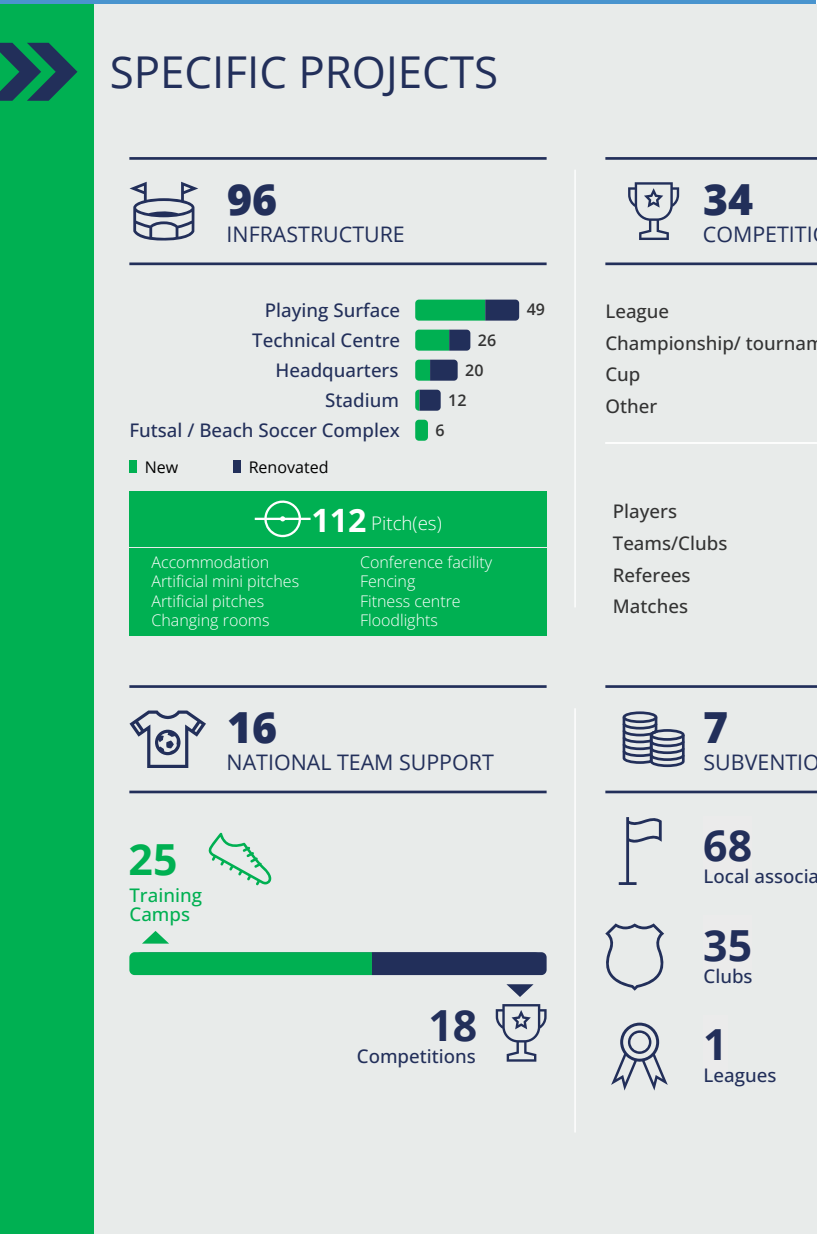 SPECIFIC PROJECTS
96
INFRASTRUCTURE
Playing Surface 49
Technical Centre 26
Headquarters 20
Stadium 12
Futsal / Beach Soccer Complex 6
New Renovated
112 Pitch(es)
Accommodation Conference facility
Artificial mini pitches Fencing
Artificial pitches Fitness centre
Changing rooms Floodlights
34
League
Championship/
Cup
Other
Players
Teams/Clubs
Referees
Matches
16
NATIONAL TEAM SUPPORT
25
Training
Camps
18
Competitions
7
68
Local
35
Clubs
1
Leagues